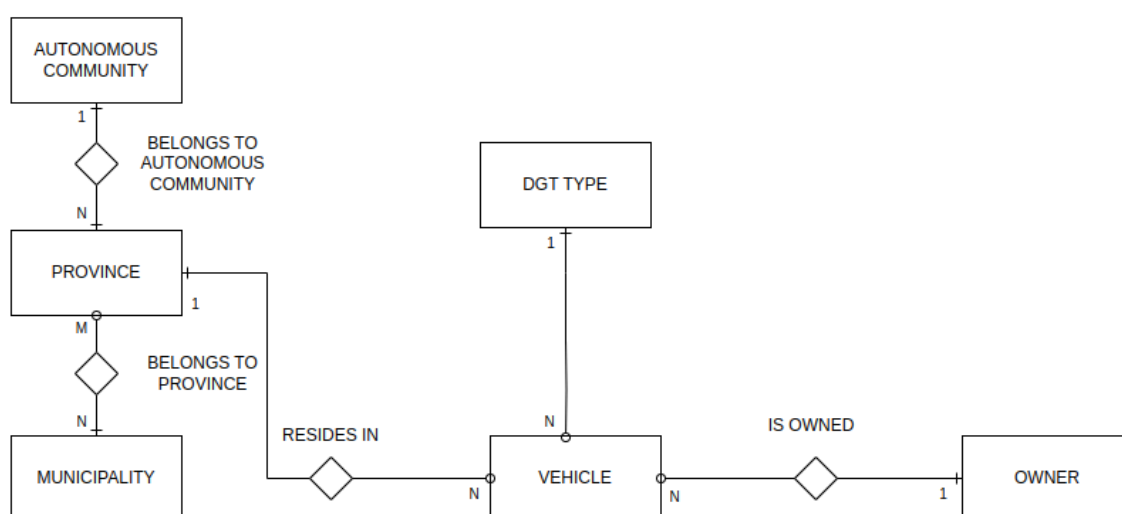 AUTONOMOUS
COMMUNITY
1
BELONGS TO
AUTONOMOUS
COMMUNITY
DGT TYPE
N
1
PROVINCE
1
M
BELONGS TO
PROVINCE
N
N
RESIDES IN
IS OWNED
MUNICIPALITY
N
VEHICLE
N
1
OWNER